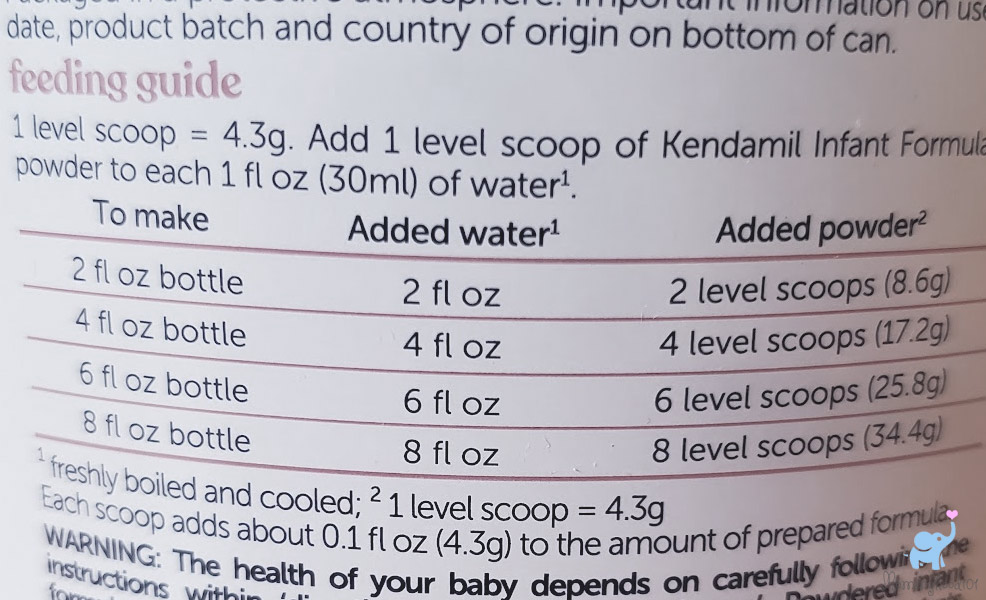 date, product batch and country of origin on bottom of can.
feeding guide
1 level scoop = 4.3g. Add 1 level scoop of Kendamil Infant Formula
powder to each 1 fl oz (30ml) of water¹.
To make Added water¹ Added powder²
2 fl oz bottle 2 fl oz 2 level scoops (8.6g)
4 fl oz bottle 4 fl oz 4 level scoops (17.2g)
6 fl oz bottle 6 fl oz 6 level scoops (25.8g)
8 fl oz bottle 8 fl oz 8 level scoops (34.4g)
¹ freshly boiled and cooled; ² 1 level scoop = 4.3g
Each scoop adds about 0.1 fl oz (4.3g) to the amount of prepared formula.
WARNING: The health of your baby depends on carefully
instructions within